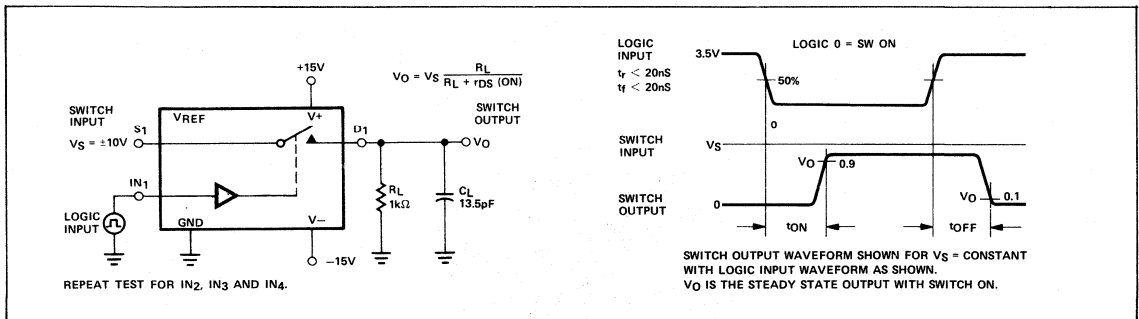 +15V
VO = VS RL / RL + rDS (ON)
SWITCH
INPUT
VREF
V+
SWITCH
OUTPUT
S1
D1
VS = ±10V
VO
IN1
RL
1kΩ
CL
13.5pF
LOGIC
INPUT
GND
V—
—15V
REPEAT TEST FOR IN2, IN3 AND IN4.
LOGIC
INPUT
3.5V
LOGIC 0 = SW ON
tr < 20nS
tf < 20nS
50%
0
SWITCH
INPUT
VS
VO
0.9
SWITCH
OUTPUT
0
VO
0.1
tON
tOFF
SWITCH OUTPUT WAVEFORM SHOWN FOR VS = CONSTANT
WITH LOGIC INPUT WAVEFORM AS SHOWN.
VO IS THE STEADY STATE OUTPUT WITH SWITCH ON.